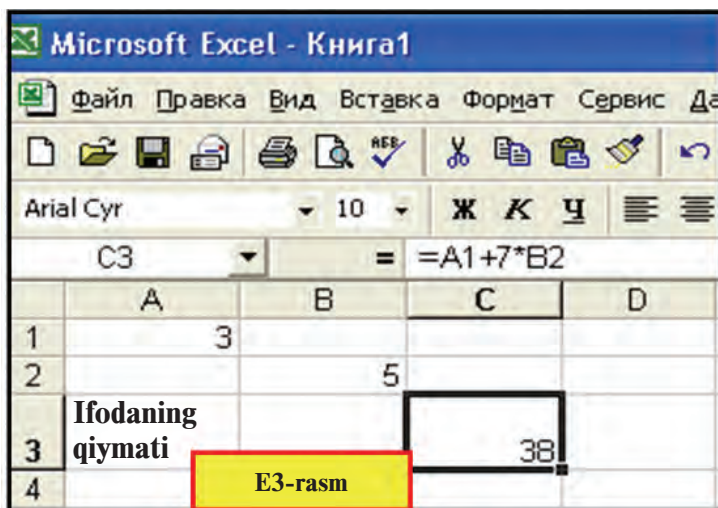 Microsoft Excel - Книга1
Файл Правка Вид Вставка Формат Сервис Да
Arial Cyr 10 Ж К Ч
C3 = =A1+7*B2
A B C D
1 3
2 5
3 Ifodaning qiymati 38
4
E3-rasm